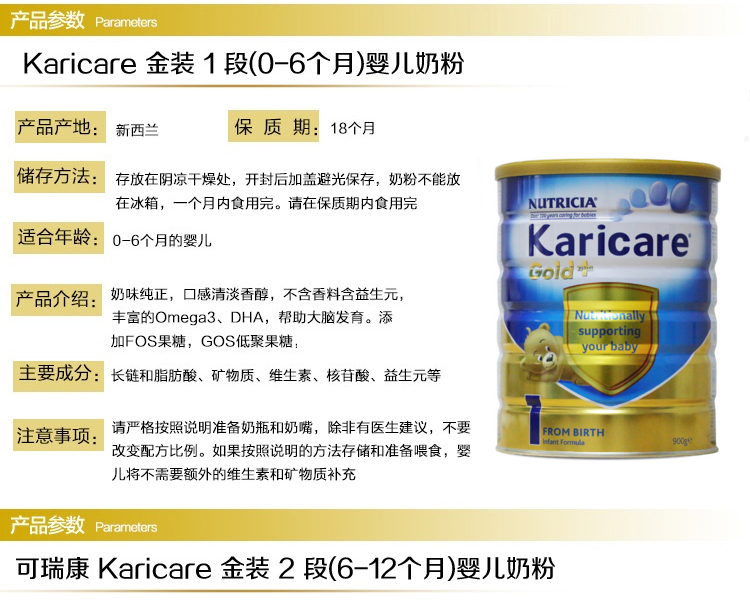 产品参数 Parameters
Karicare 金装 1 段(0-6个月)婴儿奶粉
产品产地: 新西兰
保 质 期: 18个月
储存方法: 存放在阴凉干燥处，开封后加盖避光保存，奶粉不能放
在冰箱，一个月内食用完。请在保质期内食用完
适合年龄: 0-6个月的婴儿
产品介绍: 奶味纯正，口感清淡香醇，不含香料含益生元，
丰富的Omega3、DHA，帮助大脑发育。添
加FOS果糖，GOS低聚果糖;
主要成分: 长链和脂肪酸、矿物质、维生素、核苷酸、益生元等
注意事项: 请严格按照说明准备奶瓶和奶嘴，除非有医生建议，不要
改变配方比例。如果按照说明的方法存储和准备喂食，婴
儿将不需要额外的维生素和矿物质补充
NUTRICIA
Over 100 years caring for babies
Karicare
Gold+
Nutritionally
supporting
your baby
1 FROM BIRTH
Infant Formula
900g
产品参数 Parameters
可瑞康 Karicare 金装 2 段(6-12个月)婴儿奶粉